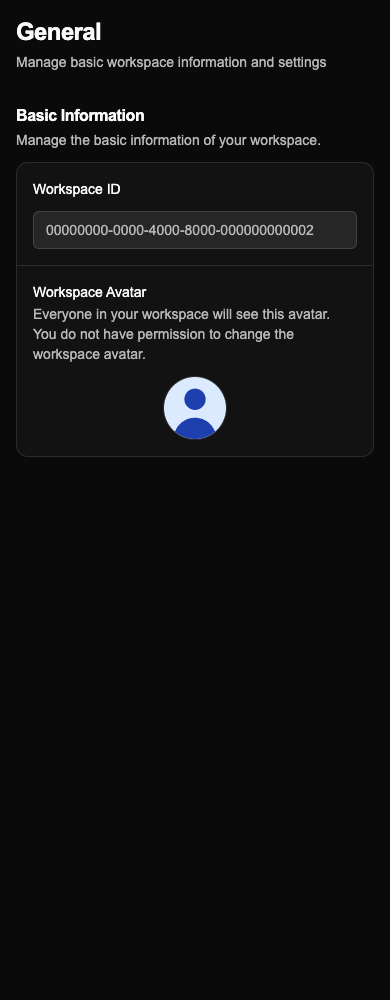 General
Manage basic workspace information and settings
Basic Information
Manage the basic information of your workspace.
Workspace ID
00000000-0000-4000-8000-000000000002
Workspace Avatar
Everyone in your workspace will see this avatar.
You do not have permission to change the
workspace avatar.